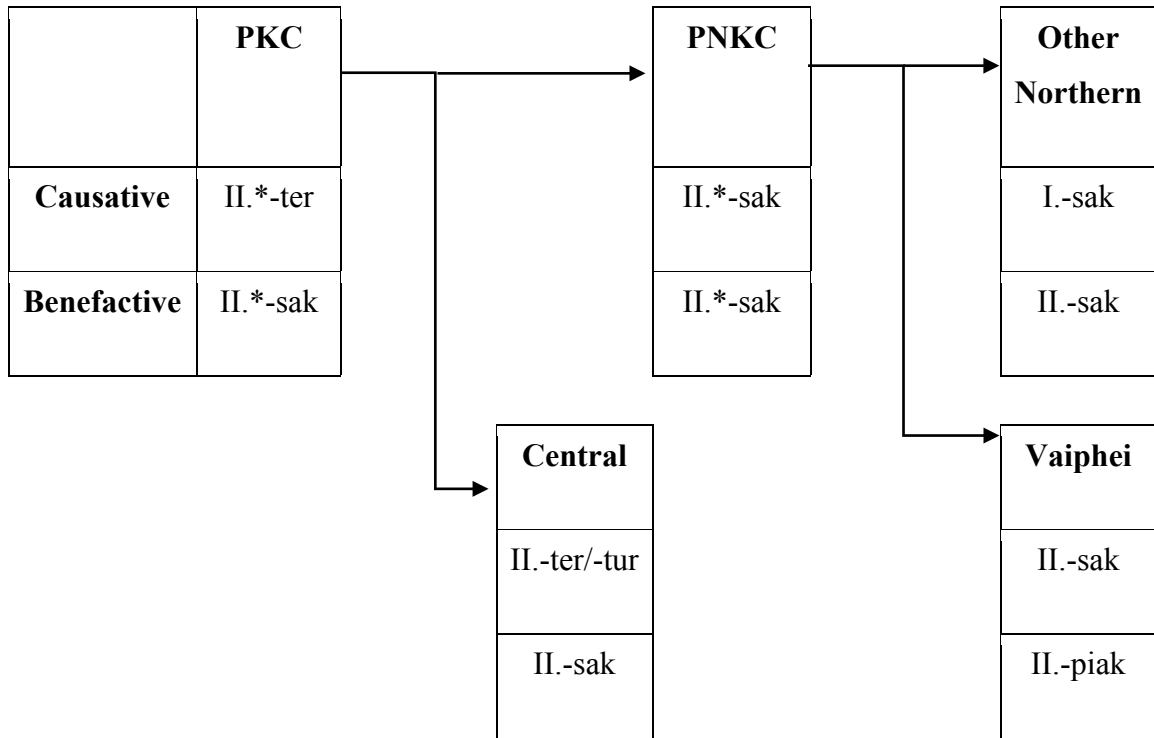 PKC
PNKC
Other
Northern
Causative
II.*-ter
II.*-sak
I.-sak
Benefactive
II.*-sak
II.*-sak
II.-sak
Central
Vaiphei
II.-ter/-tur
II.-sak
II.-sak
II.-piak